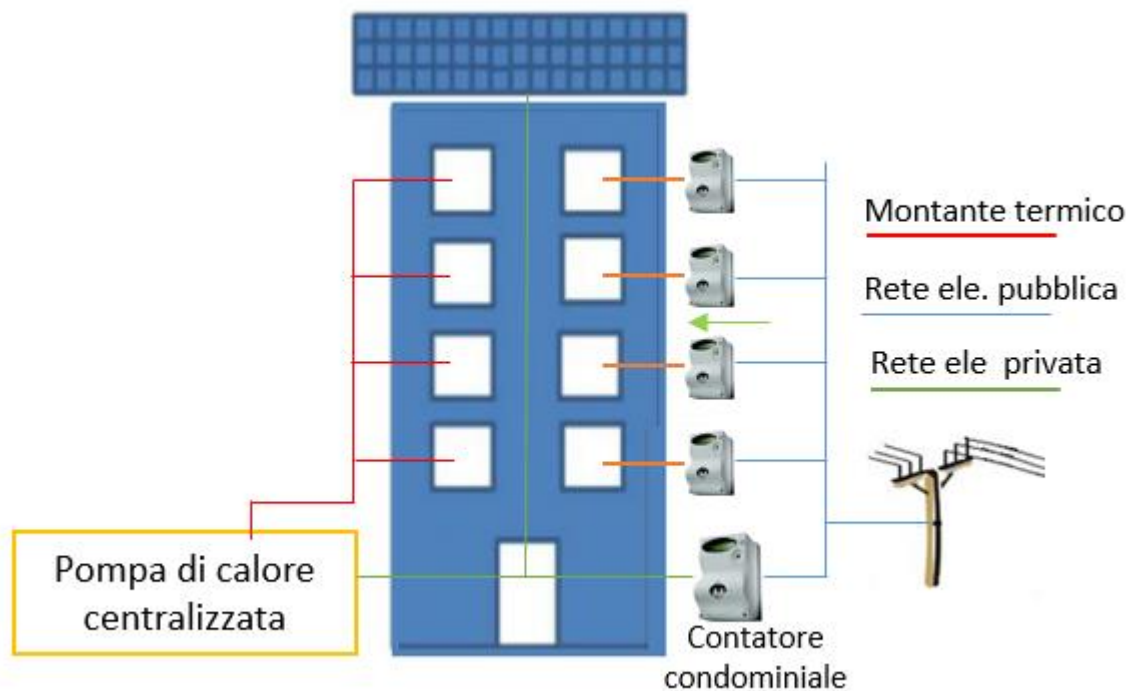 Montante termico
Rete ele. pubblica
Rete ele privata
Pompa di calore
centralizzata
Contatore
condominiale